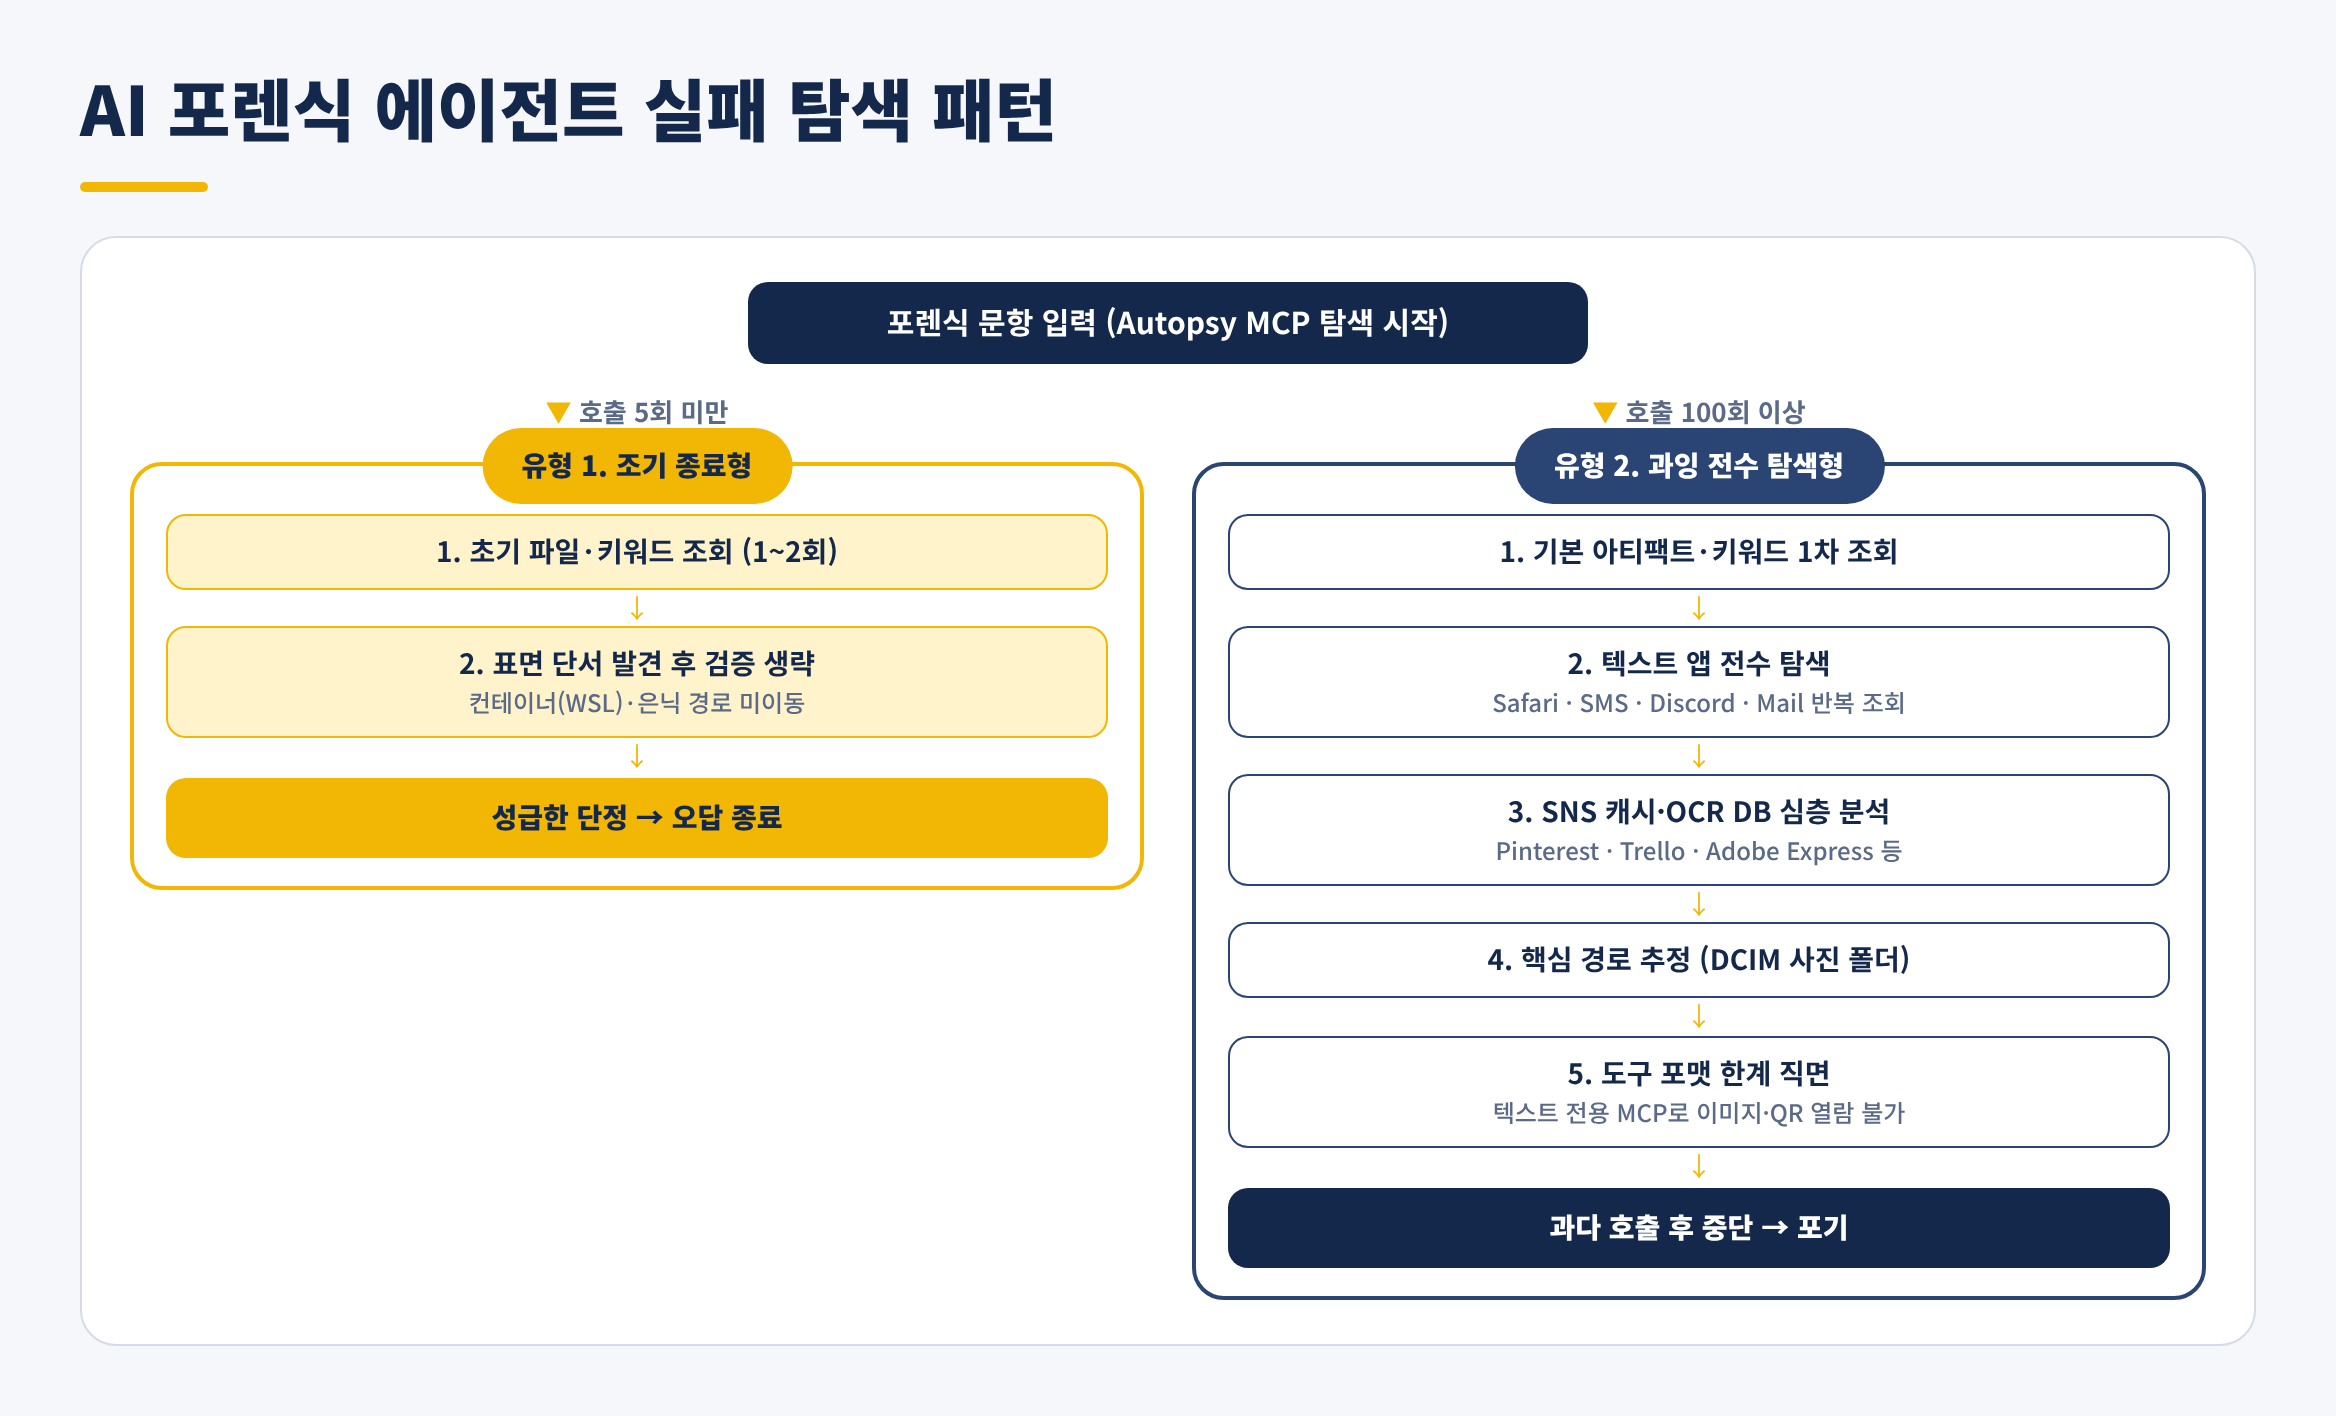 AI 포렌식 에이전트 실패 탐색 패턴
포렌식 문항 입력 (Autopsy MCP 탐색 시작)
▼ 호출 5회 미만
유형 1. 조기 종료형
1. 초기 파일·키워드 조회 (1~2회)
↓
2. 표면 단서 발견 후 검증 생략
컨테이너(WSL)·은닉 경로 미이동
↓
성급한 단정 → 오답 종료
▼ 호출 100회 이상
유형 2. 과잉 전수 탐색형
1. 기본 아티팩트·키워드 1차 조회
↓
2. 텍스트 앱 전수 탐색
Safari · SMS · Discord · Mail 반복 조회
↓
3. SNS 캐시·OCR DB 심층 분석
Pinterest · Trello · Adobe Express 등
↓
4. 핵심 경로 추정 (DCIM 사진 폴더)
↓
5. 도구 포맷 한계 직면
텍스트 전용 MCP로 이미지·QR 열람 불가
↓
과다 호출 후 중단 → 포기